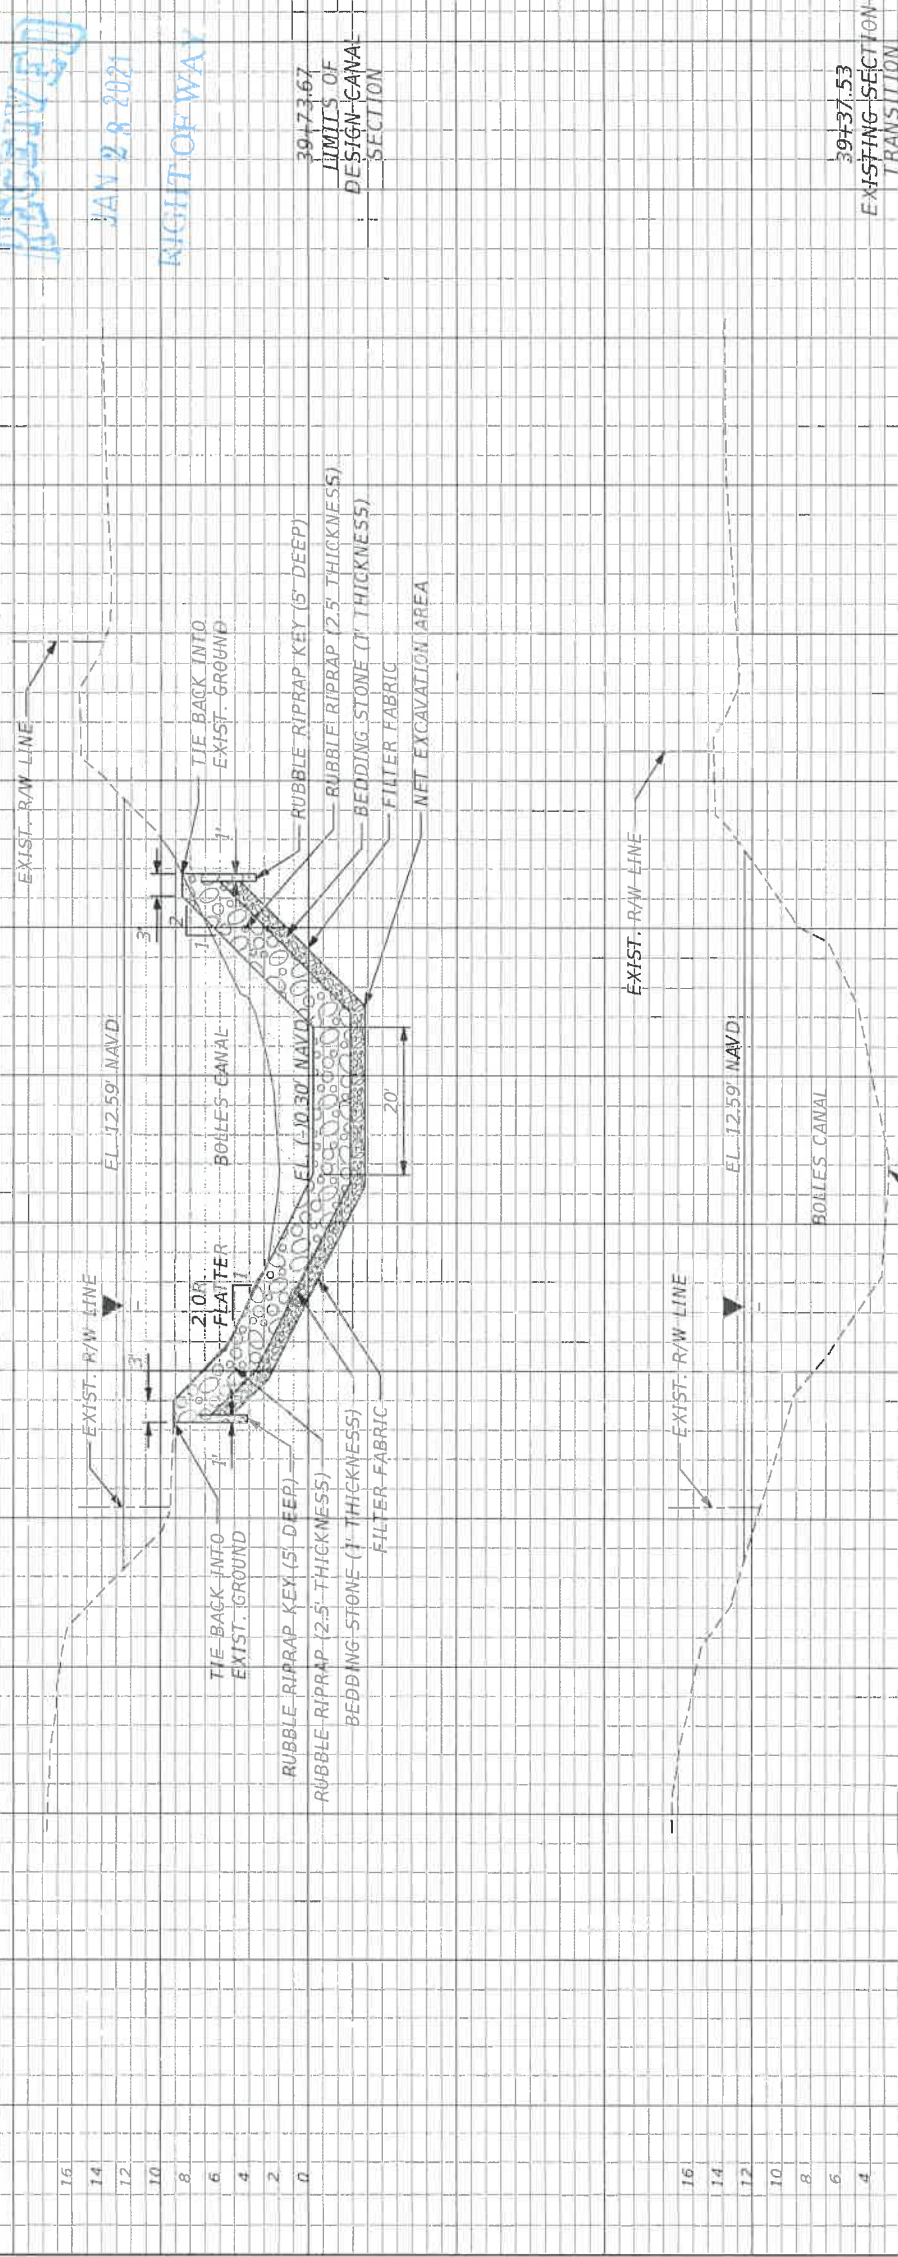 RECEIVED
JAN 28 2021
RIGHT OF WAY
39+73.67
LIMITS OF
DESIGN CANAL
SECTION
EXIST. R/W LINE
EL. 12.59' NAVD
EXIST. R/W LINE
3'
3'
2 OR
FLATTER
1
BOLLES CANAL
2
1
TIE BACK INTO
EXIST. GROUND
1'
RUBBLE RIPRAP KEY (5' DEEP)
RUBBLE RIPRAP (2.5' THICKNESS)
BEDDING STONE (1' THICKNESS)
FILTER FABRIC
NET EXCAVATION AREA
EL. (-)0.30' NAVD
20'
1'
TIE BACK INTO
EXIST. GROUND
RUBBLE RIPRAP KEY (5' DEEP)
RUBBLE RIPRAP (2.5' THICKNESS)
BEDDING STONE (1' THICKNESS)
FILTER FABRIC
16
14
12
10
8
6
4
2
0
39+37.53
EXISTING SECTION
TRANSITION
EXIST. R/W LINE
EL. 12.59' NAVD
EXIST. R/W LINE
BOLLES CANAL
16
14
12
10
8
6
4